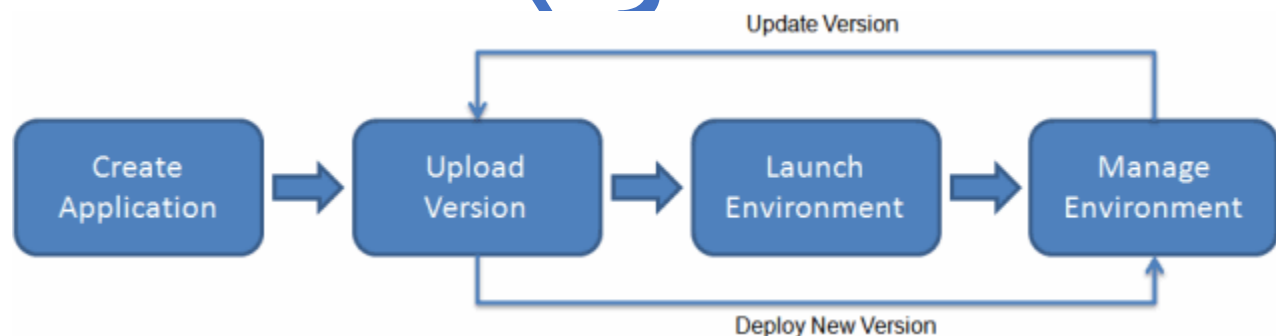 Update Version
Create
Application
Upload
Version
Launch
Environment
Manage
Environment
Deploy New Version